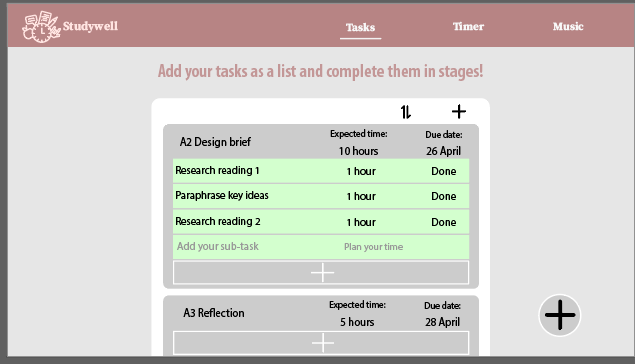 Studywell
Tasks
Timer
Music
Add your tasks as a list and complete them in stages!
A2 Design brief
Expected time:
10 hours
Due date:
26 April
Research reading 1 1 hour Done
Paraphrase key ideas 1 hour Done
Research reading 2 1 hour Done
Add your sub-task Plan your time
A3 Reflection
Expected time:
5 hours
Due date:
28 April